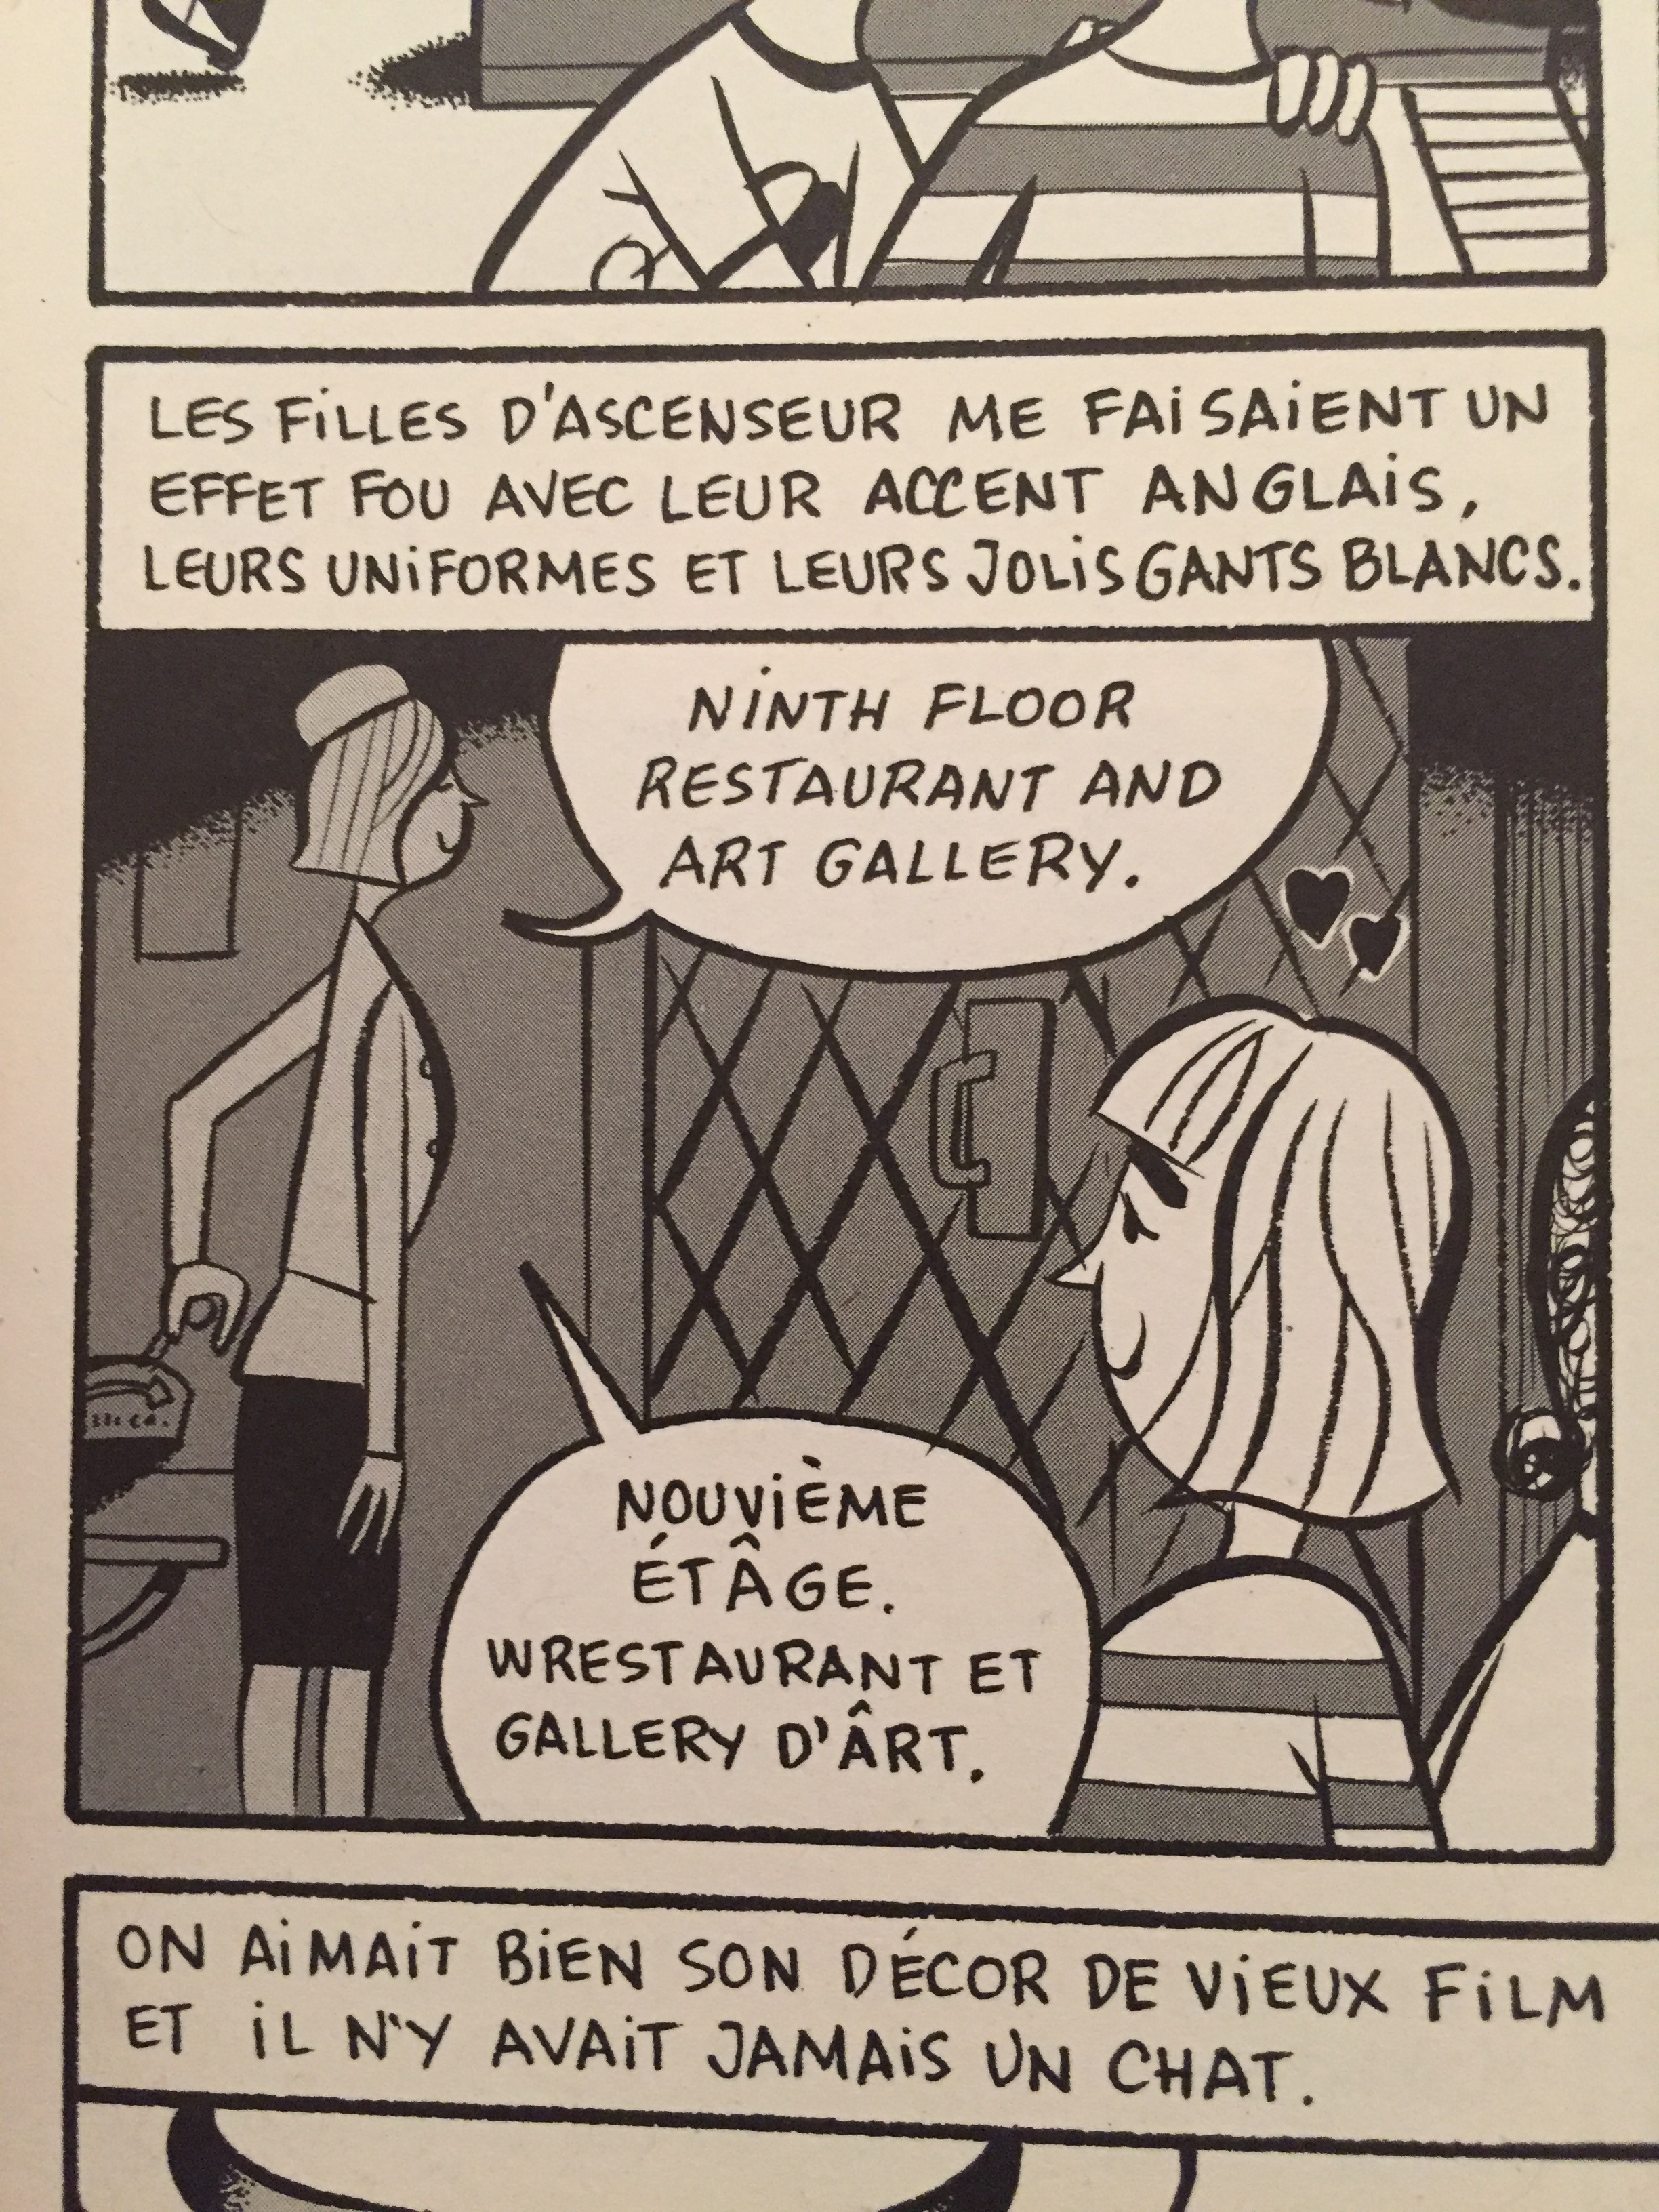 LES FILLES D'ASCENSEUR ME FAISAIENT UN
EFFET FOU AVEC LEUR ACCENT ANGLAIS,
LEURS UNIFORMES ET LEURS JOLIS GANTS BLANCS.
NINTH FLOOR
RESTAURANT AND
ART GALLERY.
NOUVIÈME
ÉTÂGE.
WRESTAURANT ET
GALLERY D'ÂRT.
ON AIMAIT BIEN SON DÉCOR DE VIEUX FILM
ET IL N'Y AVAIT JAMAIS UN CHAT.